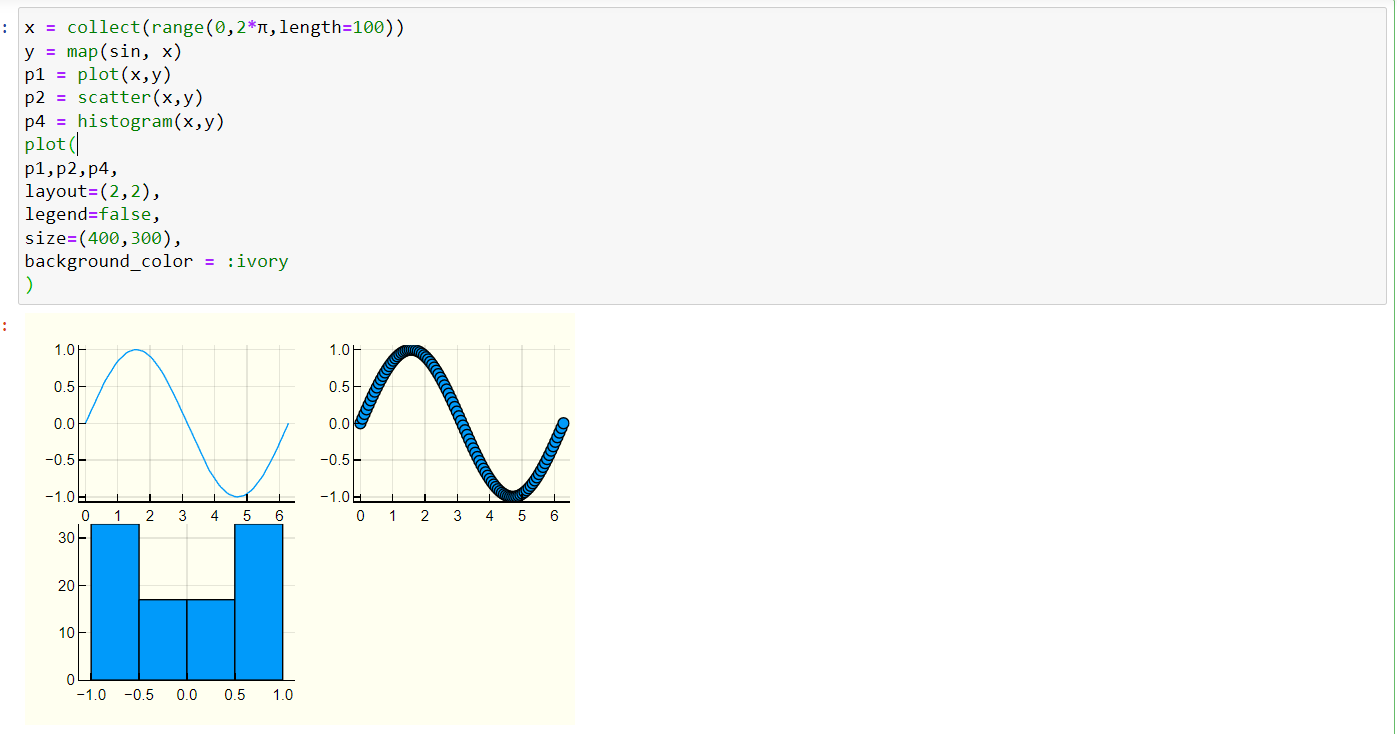 : x = collect(range(0,2*π,length=100))
y = map(sin, x)
p1 = plot(x,y)
p2 = scatter(x,y)
p4 = histogram(x,y)
plot(
p1,p2,p4,
layout=(2,2),
legend=false,
size=(400,300),
background_color = :ivory
)
:
1.0
0.5
0.0
−0.5
−1.0
0 1 2 3 4 5 6
1.0
0.5
0.0
−0.5
−1.0
0 1 2 3 4 5 6
30
20
10
0
−1.0 −0.5 0.0 0.5 1.0